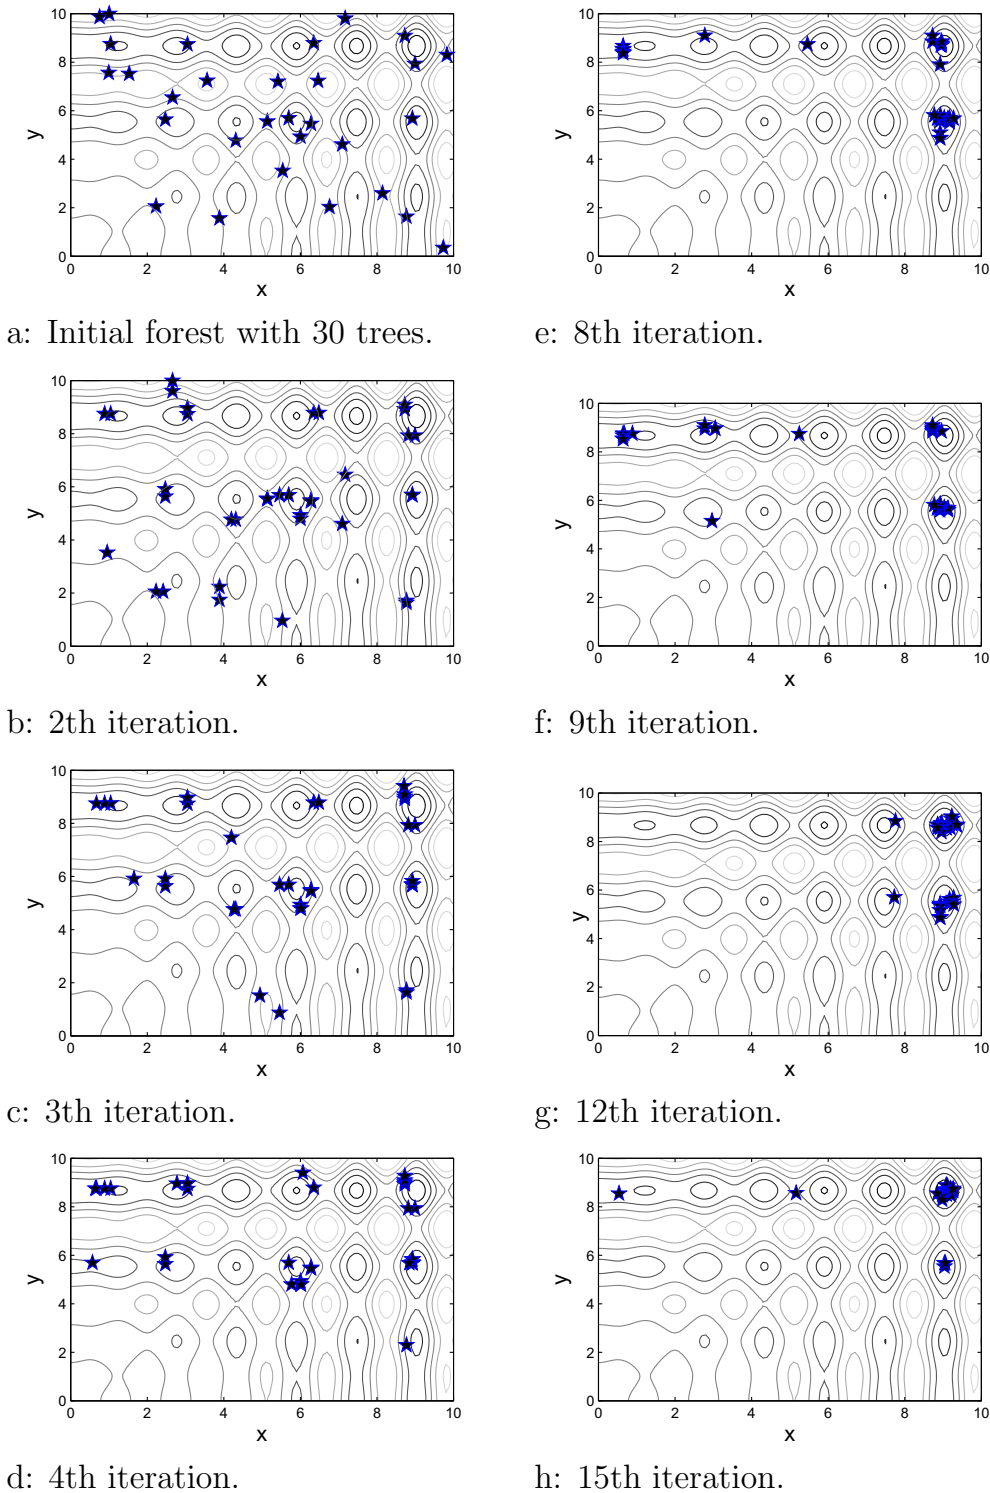 10
8
6
4
2
0
y
0 2 4 6 8 10
x
a: Initial forest with 30 trees.
10
8
6
4
2
0
y
0 2 4 6 8 10
x
e: 8th iteration.
10
8
6
4
2
0
y
0 2 4 6 8 10
x
b: 2th iteration.
10
8
6
4
2
0
y
0 2 4 6 8 10
x
f: 9th iteration.
10
8
6
4
2
0
y
0 2 4 6 8 10
x
c: 3th iteration.
10
8
6
4
2
0
y
0 2 4 6 8 10
x
g: 12th iteration.
10
8
6
4
2
0
y
0 2 4 6 8 10
x
d: 4th iteration.
10
8
6
4
2
0
y
0 2 4 6 8 10
x
h: 15th iteration.